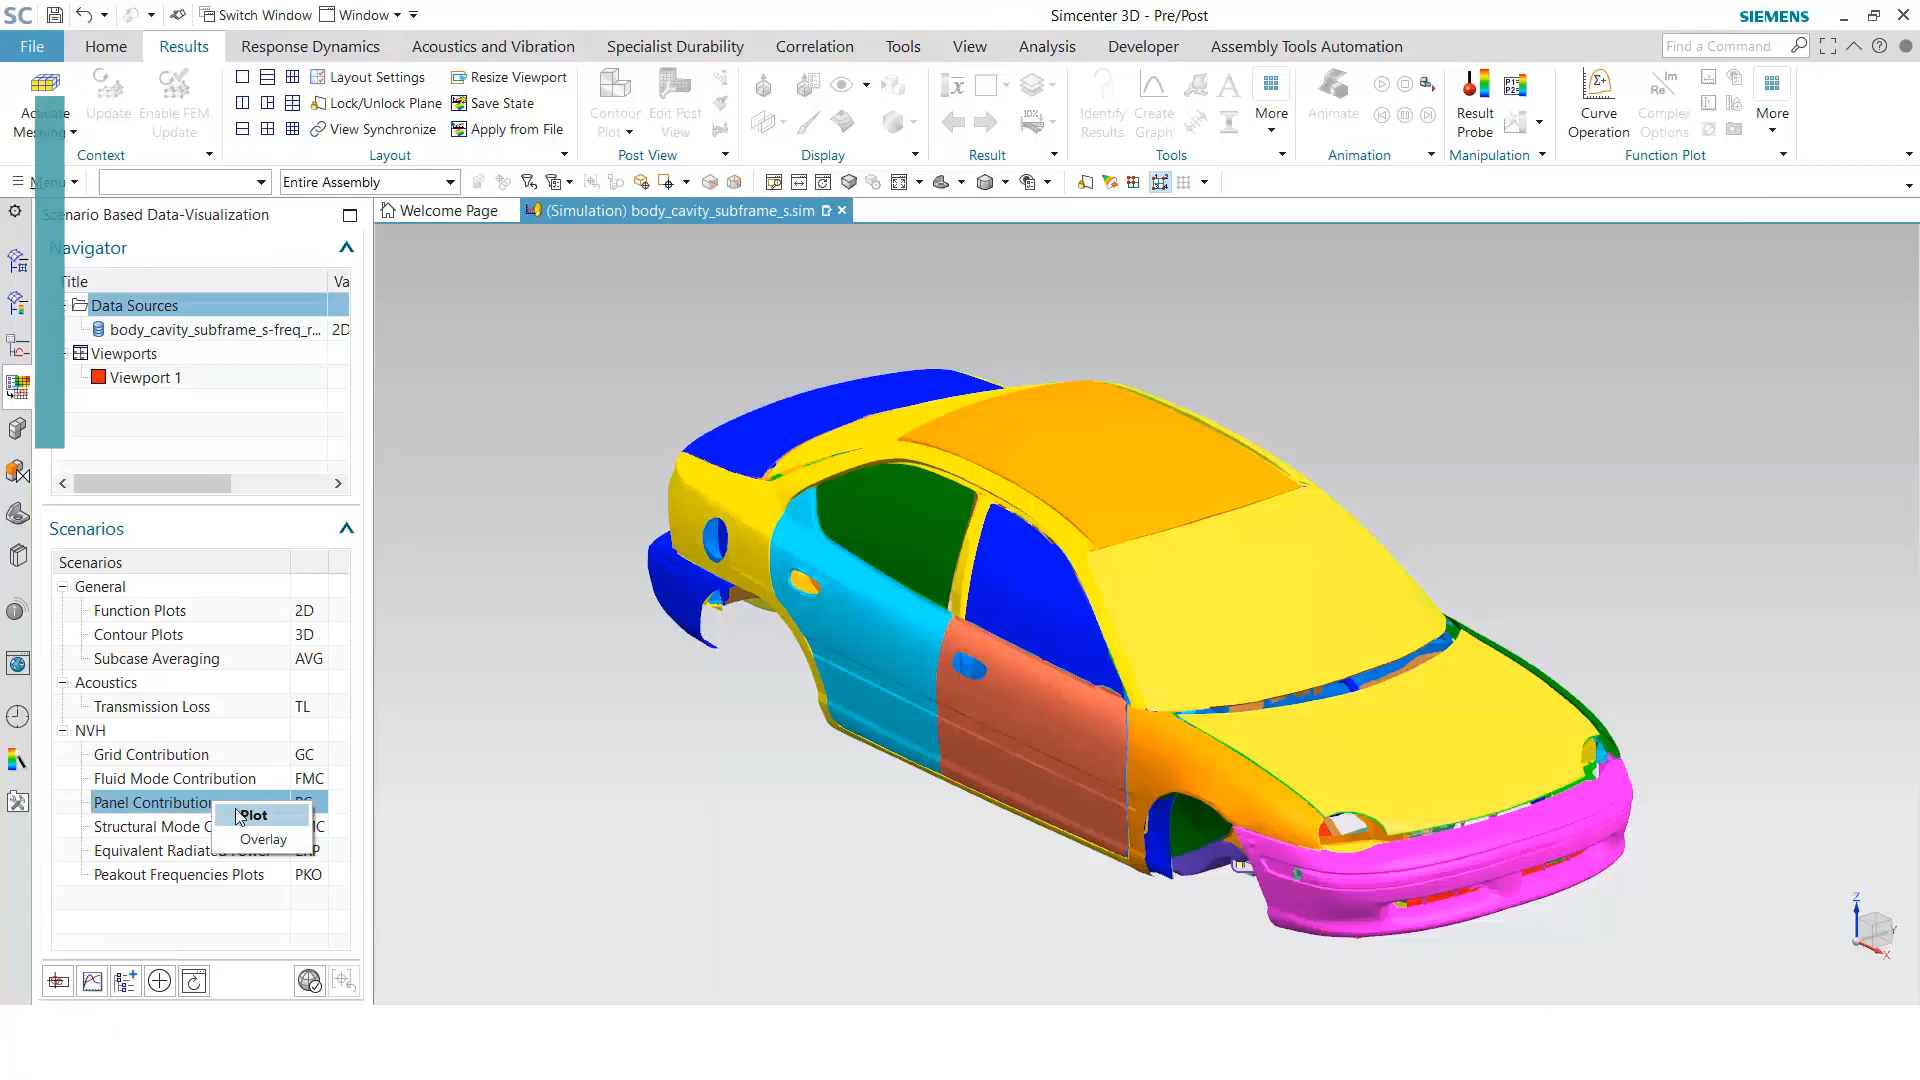 SC Switch Window Window Simcenter 3D - Pre/Post SIEMENS
File Home Results Response Dynamics Acoustics and Vibration Specialist Durability Correlation Tools View Analysis Developer Assembly Tools Automation Find a Command
Layout Settings Resize Viewport
Lock/Unlock Plane Save State
View Synchronize Apply from File
Update
Enable FEM
Update
Contour
Plot
Edit Post
View
Identify
Results
Create
Graph
More
Animate
Result
Probe
Curve
Operation
Complex
Options
More
Context Layout Post View Display Result Tools Animation Manipulation Function Plot
Menu Entire Assembly
Scenario Based Data-Visualization Welcome Page (Simulation) body_cavity_subframe_s.sim
Navigator
Title Va
Data Sources
body_cavity_subframe_s-freq_r... 2D
Viewports
Viewport 1
Scenarios
Scenarios
General
Function Plots 2D
Contour Plots 3D
Subcase Averaging AVG
Acoustics
Transmission Loss TL
NVH
Grid Contribution GC
Fluid Mode Contribution FMC
Panel Contribution
Plot
Structural Mode C
Overlay
Equivalent Radiated
Peakout Frequencies Plots PKO
Z
Y
X